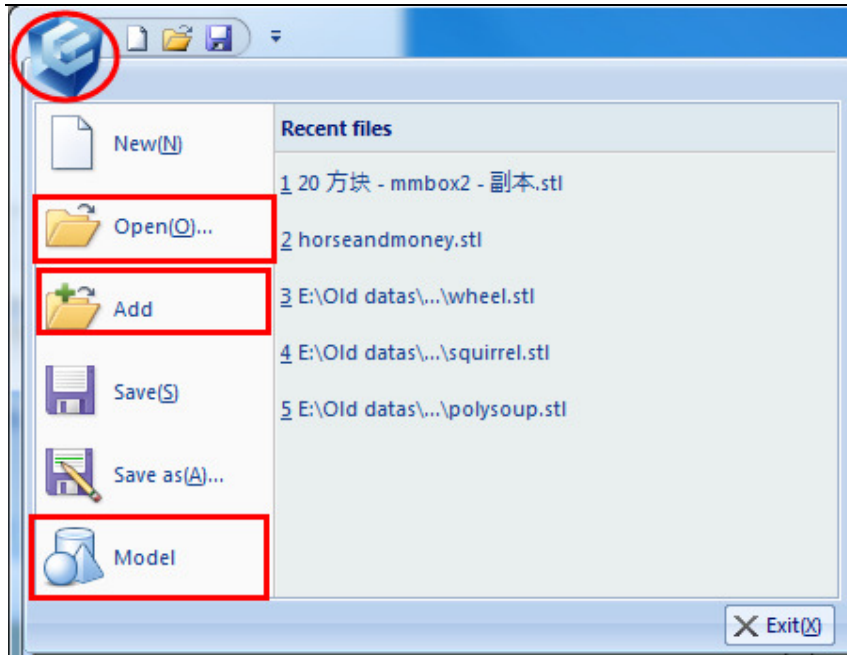 New(N)
Open(O)...
Add
Save(S)
Save as(A)...
Model
Recent files
1 20 方块 - mmbox2 - 副本.stl
2 horseandmoney.stl
3 E:\Old datas\...\wheel.stl
4 E:\Old datas\...\squirrel.stl
5 E:\Old datas\...\polysoup.stl
Exit(X)